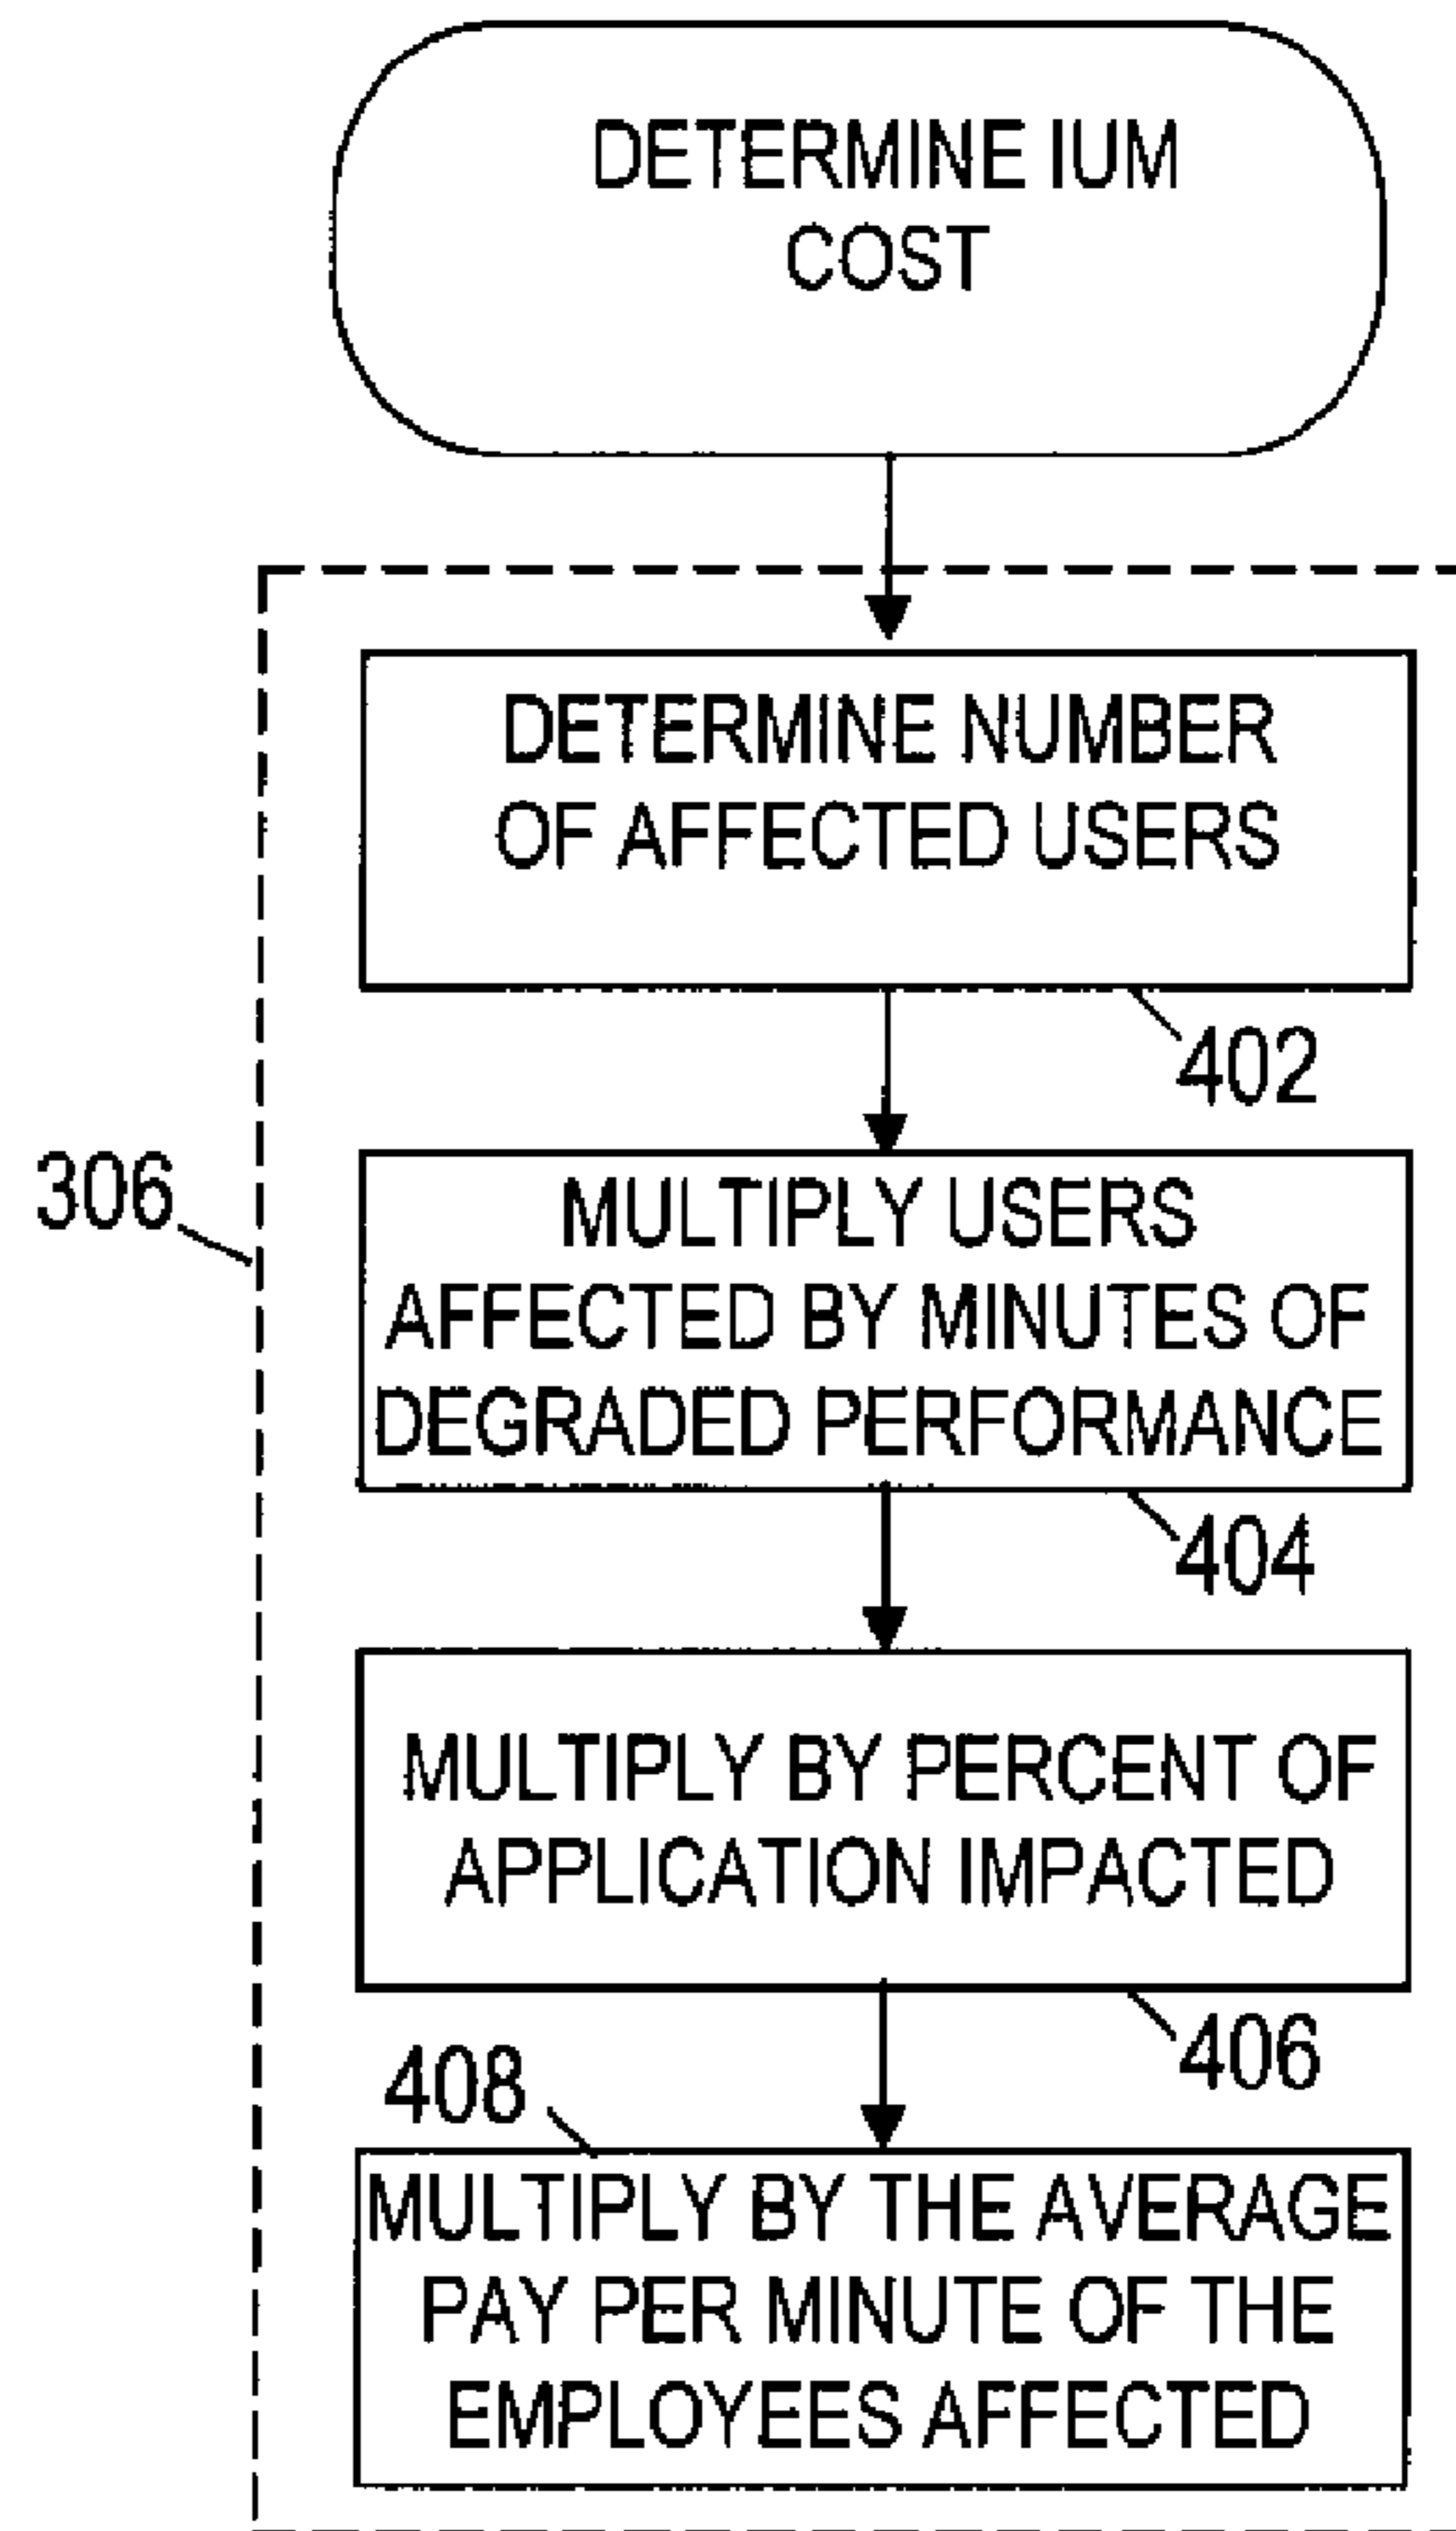 DETERMINE IUM
COST
DETERMINE NUMBER
OF AFFECTED USERS
402
306
MULTIPLY USERS
AFFECTED BY MINUTES OF
DEGRADED PERFORMANCE
404
MULTIPLY BY PERCENT OF
APPLICATION IMPACTED
406
408
MULTIPLY BY THE AVERAGE
PAY PER MINUTE OF THE
EMPLOYEES AFFECTED